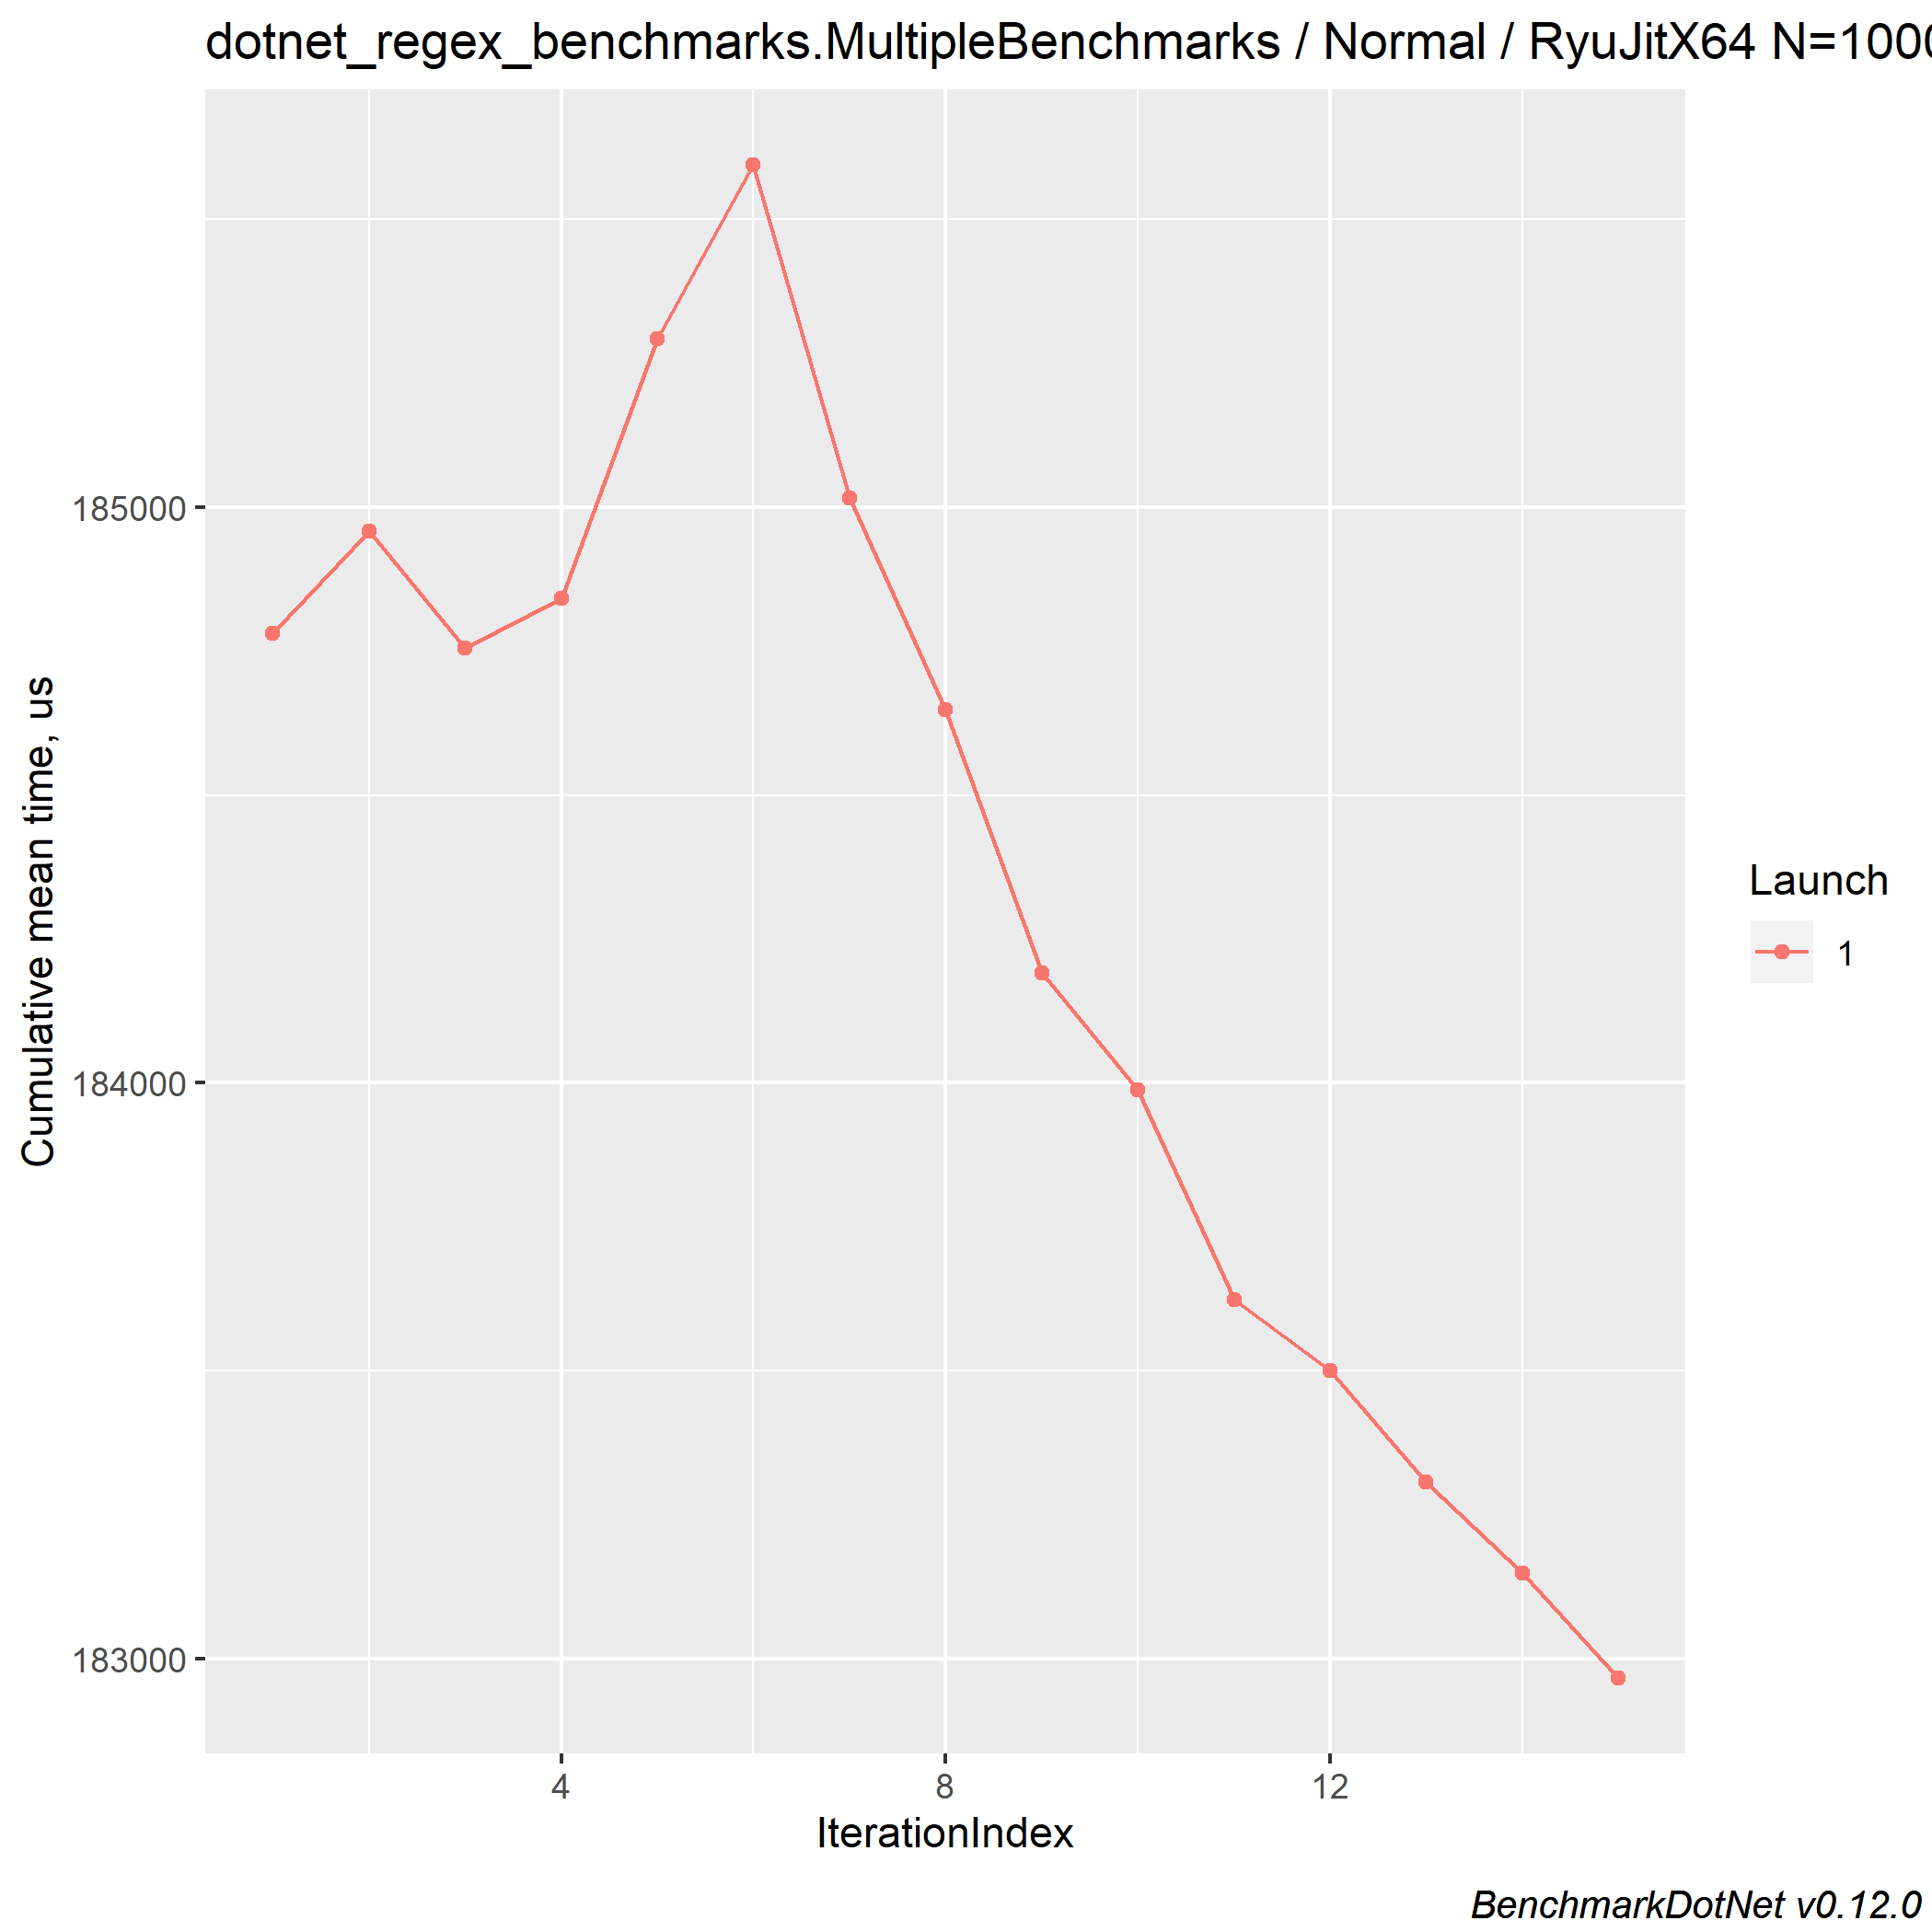 dotnet_regex_benchmarks.MultipleBenchmarks / Normal / RyuJitX64 N=1000
Cumulative mean time, us
185000
184000
183000
4 8 12
IterationIndex
Launch
1
BenchmarkDotNet v0.12.0